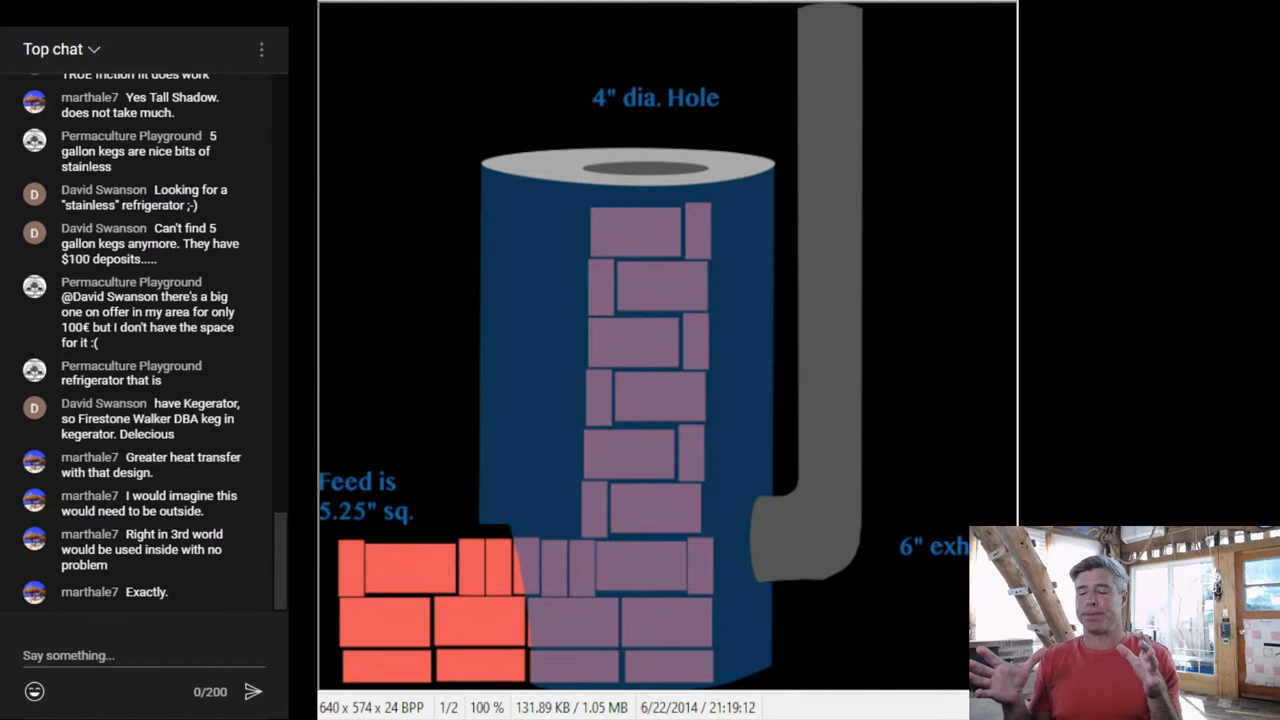 Top chat
TRUE friction fit does work
marthale7 Yes Tall Shadow.
does not take much.
Permaculture Playground 5
gallon kegs are nice bits of
stainless
D
David Swanson Looking for a
"stainless" refrigerator ;-)
D
David Swanson Can't find 5
gallon kegs anymore. They have
$100 deposits.....
Permaculture Playground
@David Swanson there's a big
one on offer in my area for only
100€ but I don't have the space
for it :(
Permaculture Playground
refrigerator that is
D
David Swanson have Kegerator,
so Firestone Walker DBA keg in
kegerator. Delecious
marthale7 Greater heat transfer
with that design.
marthale7 I would imagine this
would need to be outside.
marthale7 Right in 3rd world
would be used inside with no
problem
marthale7 Exactly.
Say something...
0/200
4" dia. Hole
Feed is
5.25" sq.
6" exh
640 x 574 x 24 BPP 1/2 100 % 131.89 KB / 1.05 MB 6/22/2014 / 21:19:12